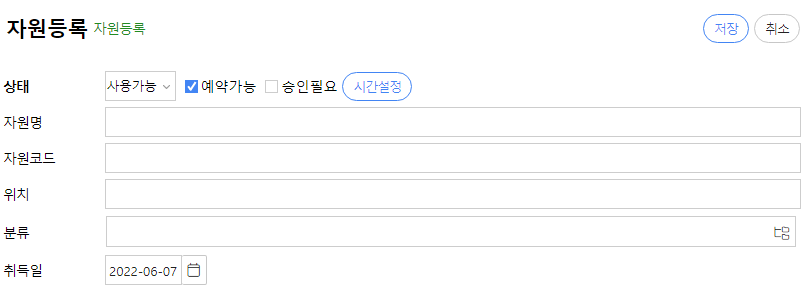 자원등록 자원등록 저장 취소
상태 사용가능 예약가능 승인필요 시간설정
자원명
자원코드
위치
분류
취득일 2022-06-07